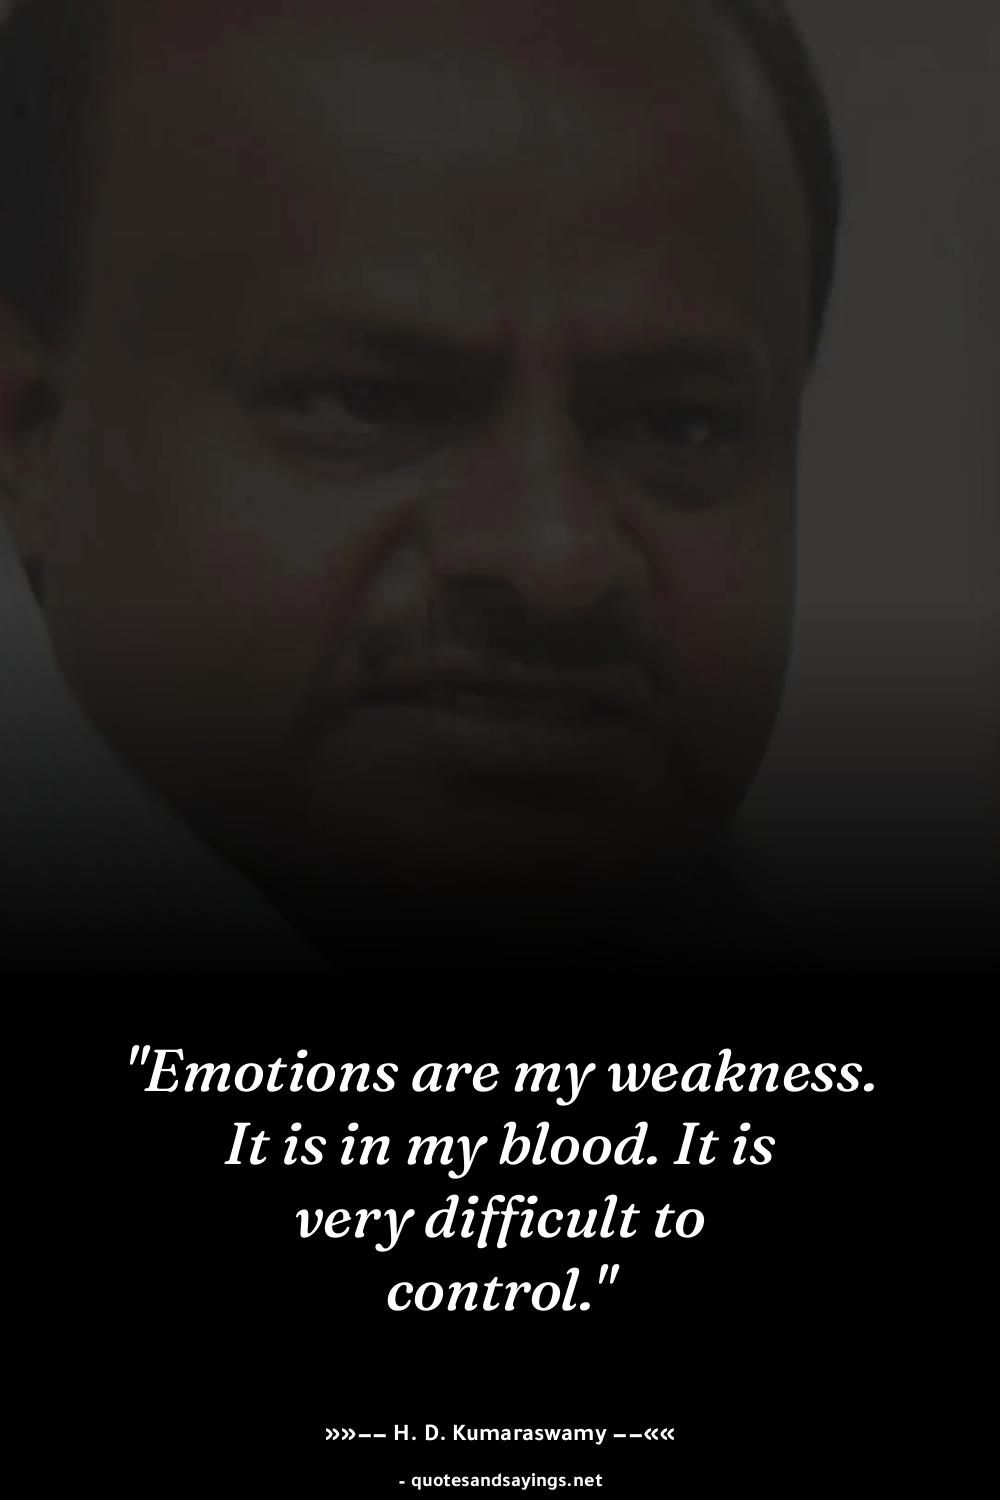 "Emotions are my weakness.
It is in my blood. It is
very difficult to
control."
»»–– H. D. Kumaraswamy ––««
- quotesandsayings.net